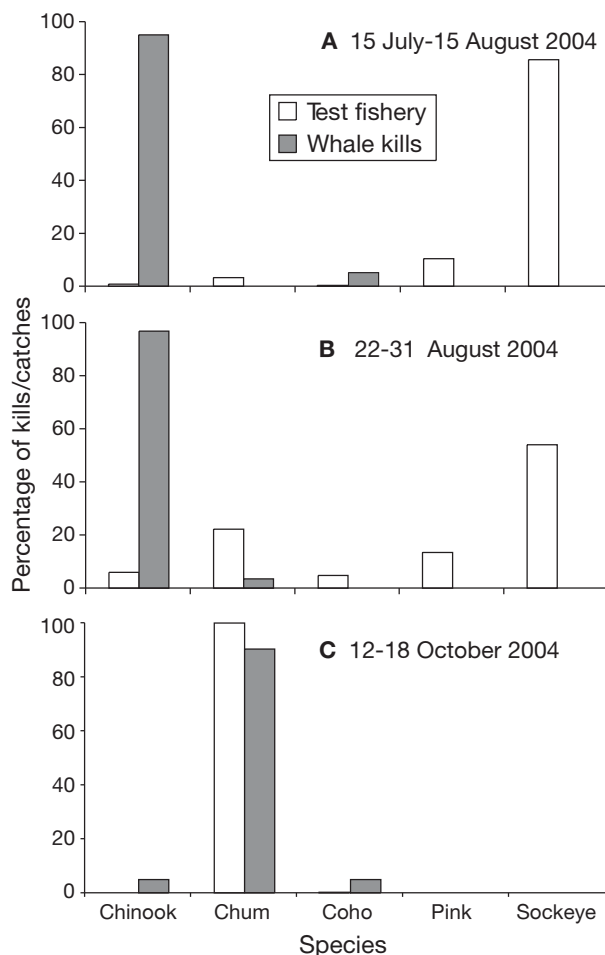 A 15 July-15 August 2004
Test fishery
Whale kills
100
80
60
40
20
0
B 22-31 August 2004
100
80
60
40
20
0
Percentage of kills/catches
C 12-18 October 2004
100
80
60
40
20
0
Chinook Chum Coho Pink Sockeye
Species